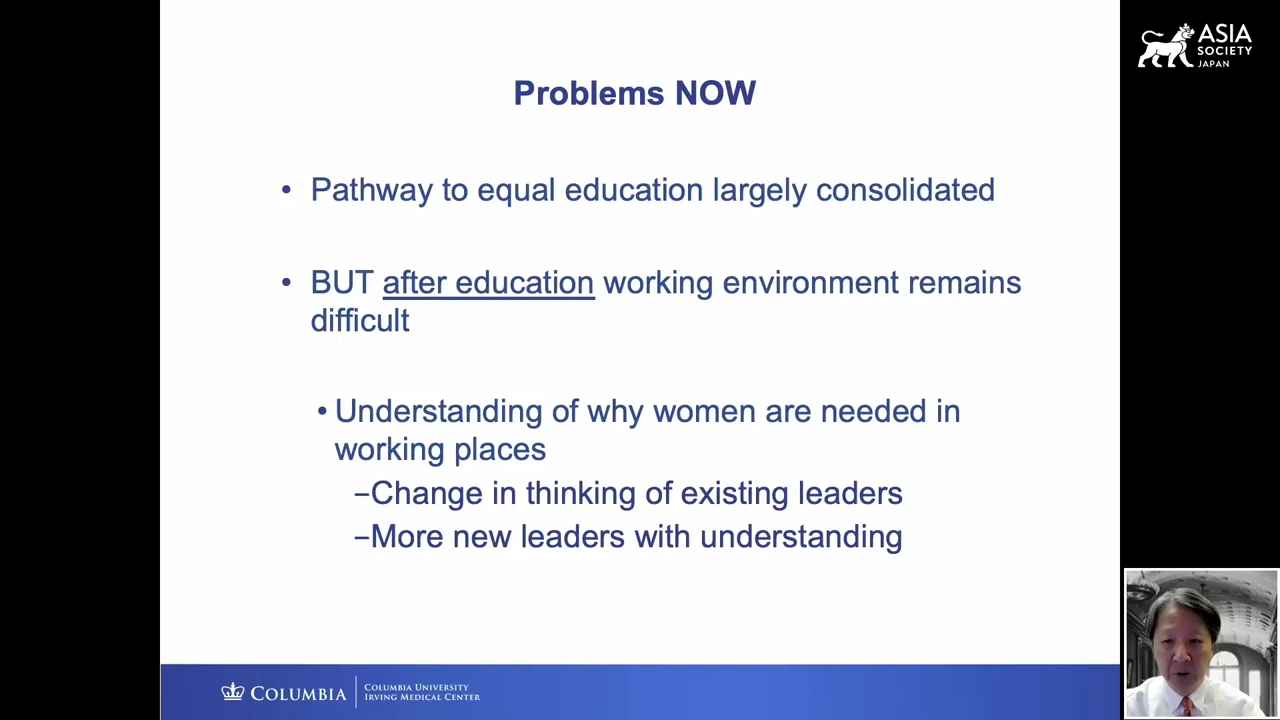 ASIA
SOCIETY
JAPAN
Problems NOW
• Pathway to equal education largely consolidated
• BUT after education working environment remains
difficult
• Understanding of why women are needed in
working places
–Change in thinking of existing leaders
–More new leaders with understanding
COLUMBIA
COLUMBIA UNIVERSITY
IRVING MEDICAL CENTER